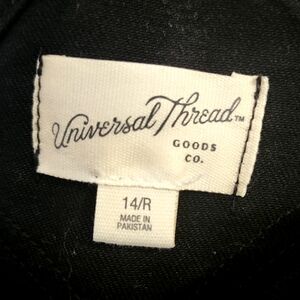 Universal Thread™
GOODS
CO.
14/R
MADE IN
PAKISTAN